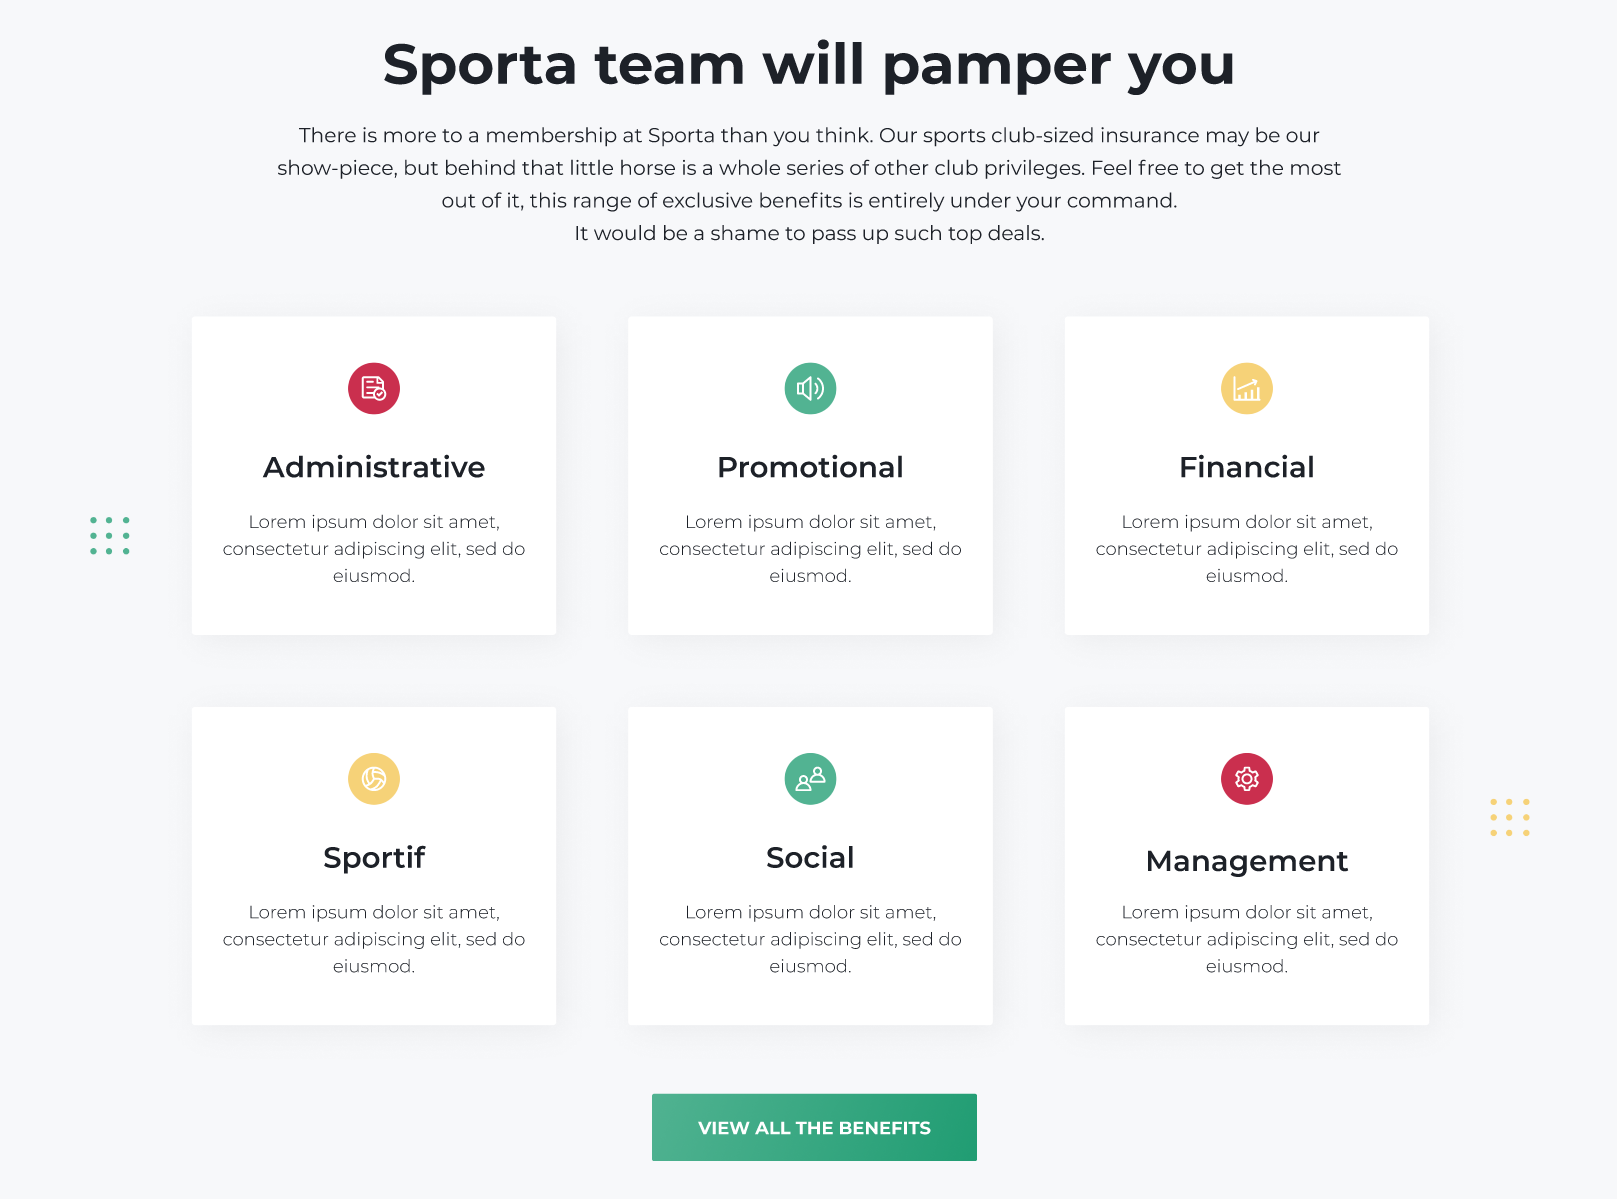 Sporta team will pamper you
There is more to a membership at Sporta than you think. Our sports club-sized insurance may be our
show-piece, but behind that little horse is a whole series of other club privileges. Feel free to get the most
out of it, this range of exclusive benefits is entirely under your command.
It would be a shame to pass up such top deals.
Administrative
Lorem ipsum dolor sit amet,
consectetur adipiscing elit, sed do
eiusmod.
Promotional
Lorem ipsum dolor sit amet,
consectetur adipiscing elit, sed do
eiusmod.
Financial
Lorem ipsum dolor sit amet,
consectetur adipiscing elit, sed do
eiusmod.
Sportif
Lorem ipsum dolor sit amet,
consectetur adipiscing elit, sed do
eiusmod.
Social
Lorem ipsum dolor sit amet,
consectetur adipiscing elit, sed do
eiusmod.
Management
Lorem ipsum dolor sit amet,
consectetur adipiscing elit, sed do
eiusmod.
VIEW ALL THE BENEFITS